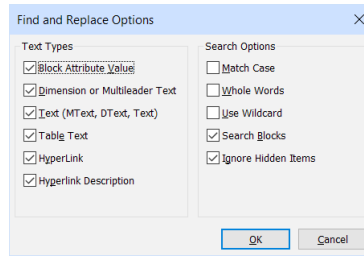 Find and Replace Options
Text Types
Block Attribute Value
Dimension or Multileader Text
Text (MText, DText, Text)
Table Text
HyperLink
Hyperlink Description
Search Options
Match Case
Whole Words
Use Wildcard
Search Blocks
Ignore Hidden Items
OK
Cancel